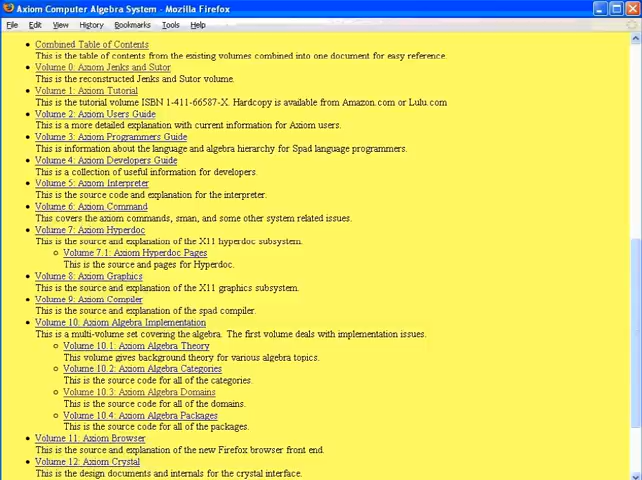 Axiom Computer Algebra System - Mozilla Firefox
File Edit View History Bookmarks Tools Help
Combined Table of Contents
This is the table of contents from the existing volumes combined into one document for easy reference.
Volume 0: Axiom Jenks and Sutor
This is the reconstructed Jenks and Sutor volume.
Volume 1: Axiom Tutorial
This is the tutorial volume ISBN 1-411-66587-X. Hardcopy is available from Amazon.com or Lulu.com
Volume 2: Axiom Users Guide
This is a more detailed explanation with current information for Axiom users.
Volume 3: Axiom Programmers Guide
This is information about the language and algebra hierarchy for Spad language programmers.
Volume 4: Axiom Developers Guide
This is a collection of useful information for developers.
Volume 5: Axiom Interpreter
This is the source code and explanation for the interpreter.
Volume 6: Axiom Command
This covers the axiom commands, sman, and some other system related issues.
Volume 7: Axiom Hyperdoc
This is the source and explanation of the X11 hyperdoc subsystem.
Volume 7.1: Axiom Hyperdoc Pages
This is the source and pages for Hyperdoc.
Volume 8: Axiom Graphics
This is the source and explanation of the X11 graphics subsystem.
Volume 9: Axiom Compiler
This is the source and explanation of the spad compiler.
Volume 10: Axiom Algebra Implementation
This is a multi-volume set covering the algebra. The first volume deals with implementation issues.
Volume 10.1: Axiom Algebra Theory
This volume gives background theory for various algebra topics.
Volume 10.2: Axiom Algebra Categories
This is the source code for all of the categories.
Volume 10.3: Axiom Algebra Domains
This is the source code for all of the domains.
Volume 10.4: Axiom Algebra Packages
This is the source code for all of the packages.
Volume 11: Axiom Browser
This is the source and explanation of the new Firefox browser front end.
Volume 12: Axiom Crystal
This is the design documents and internals for the crystal interface.